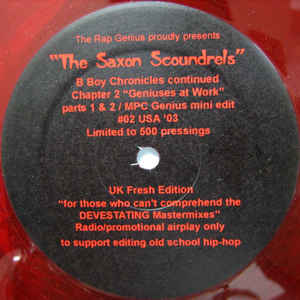 The Rap Genius proudly presents
"The Saxon Scoundrels"
B Boy Chronicles continued
Chapter 2 "Geniuses at Work"
parts 1 & 2 / MPC Genius mini edit
#02 USA '03
Limited to 500 pressings
UK Fresh Edition
"for those who can't comprehend the
DEVESTATING Mastermixes"
Radio/promotional airplay only
to support editing old school hip-hop